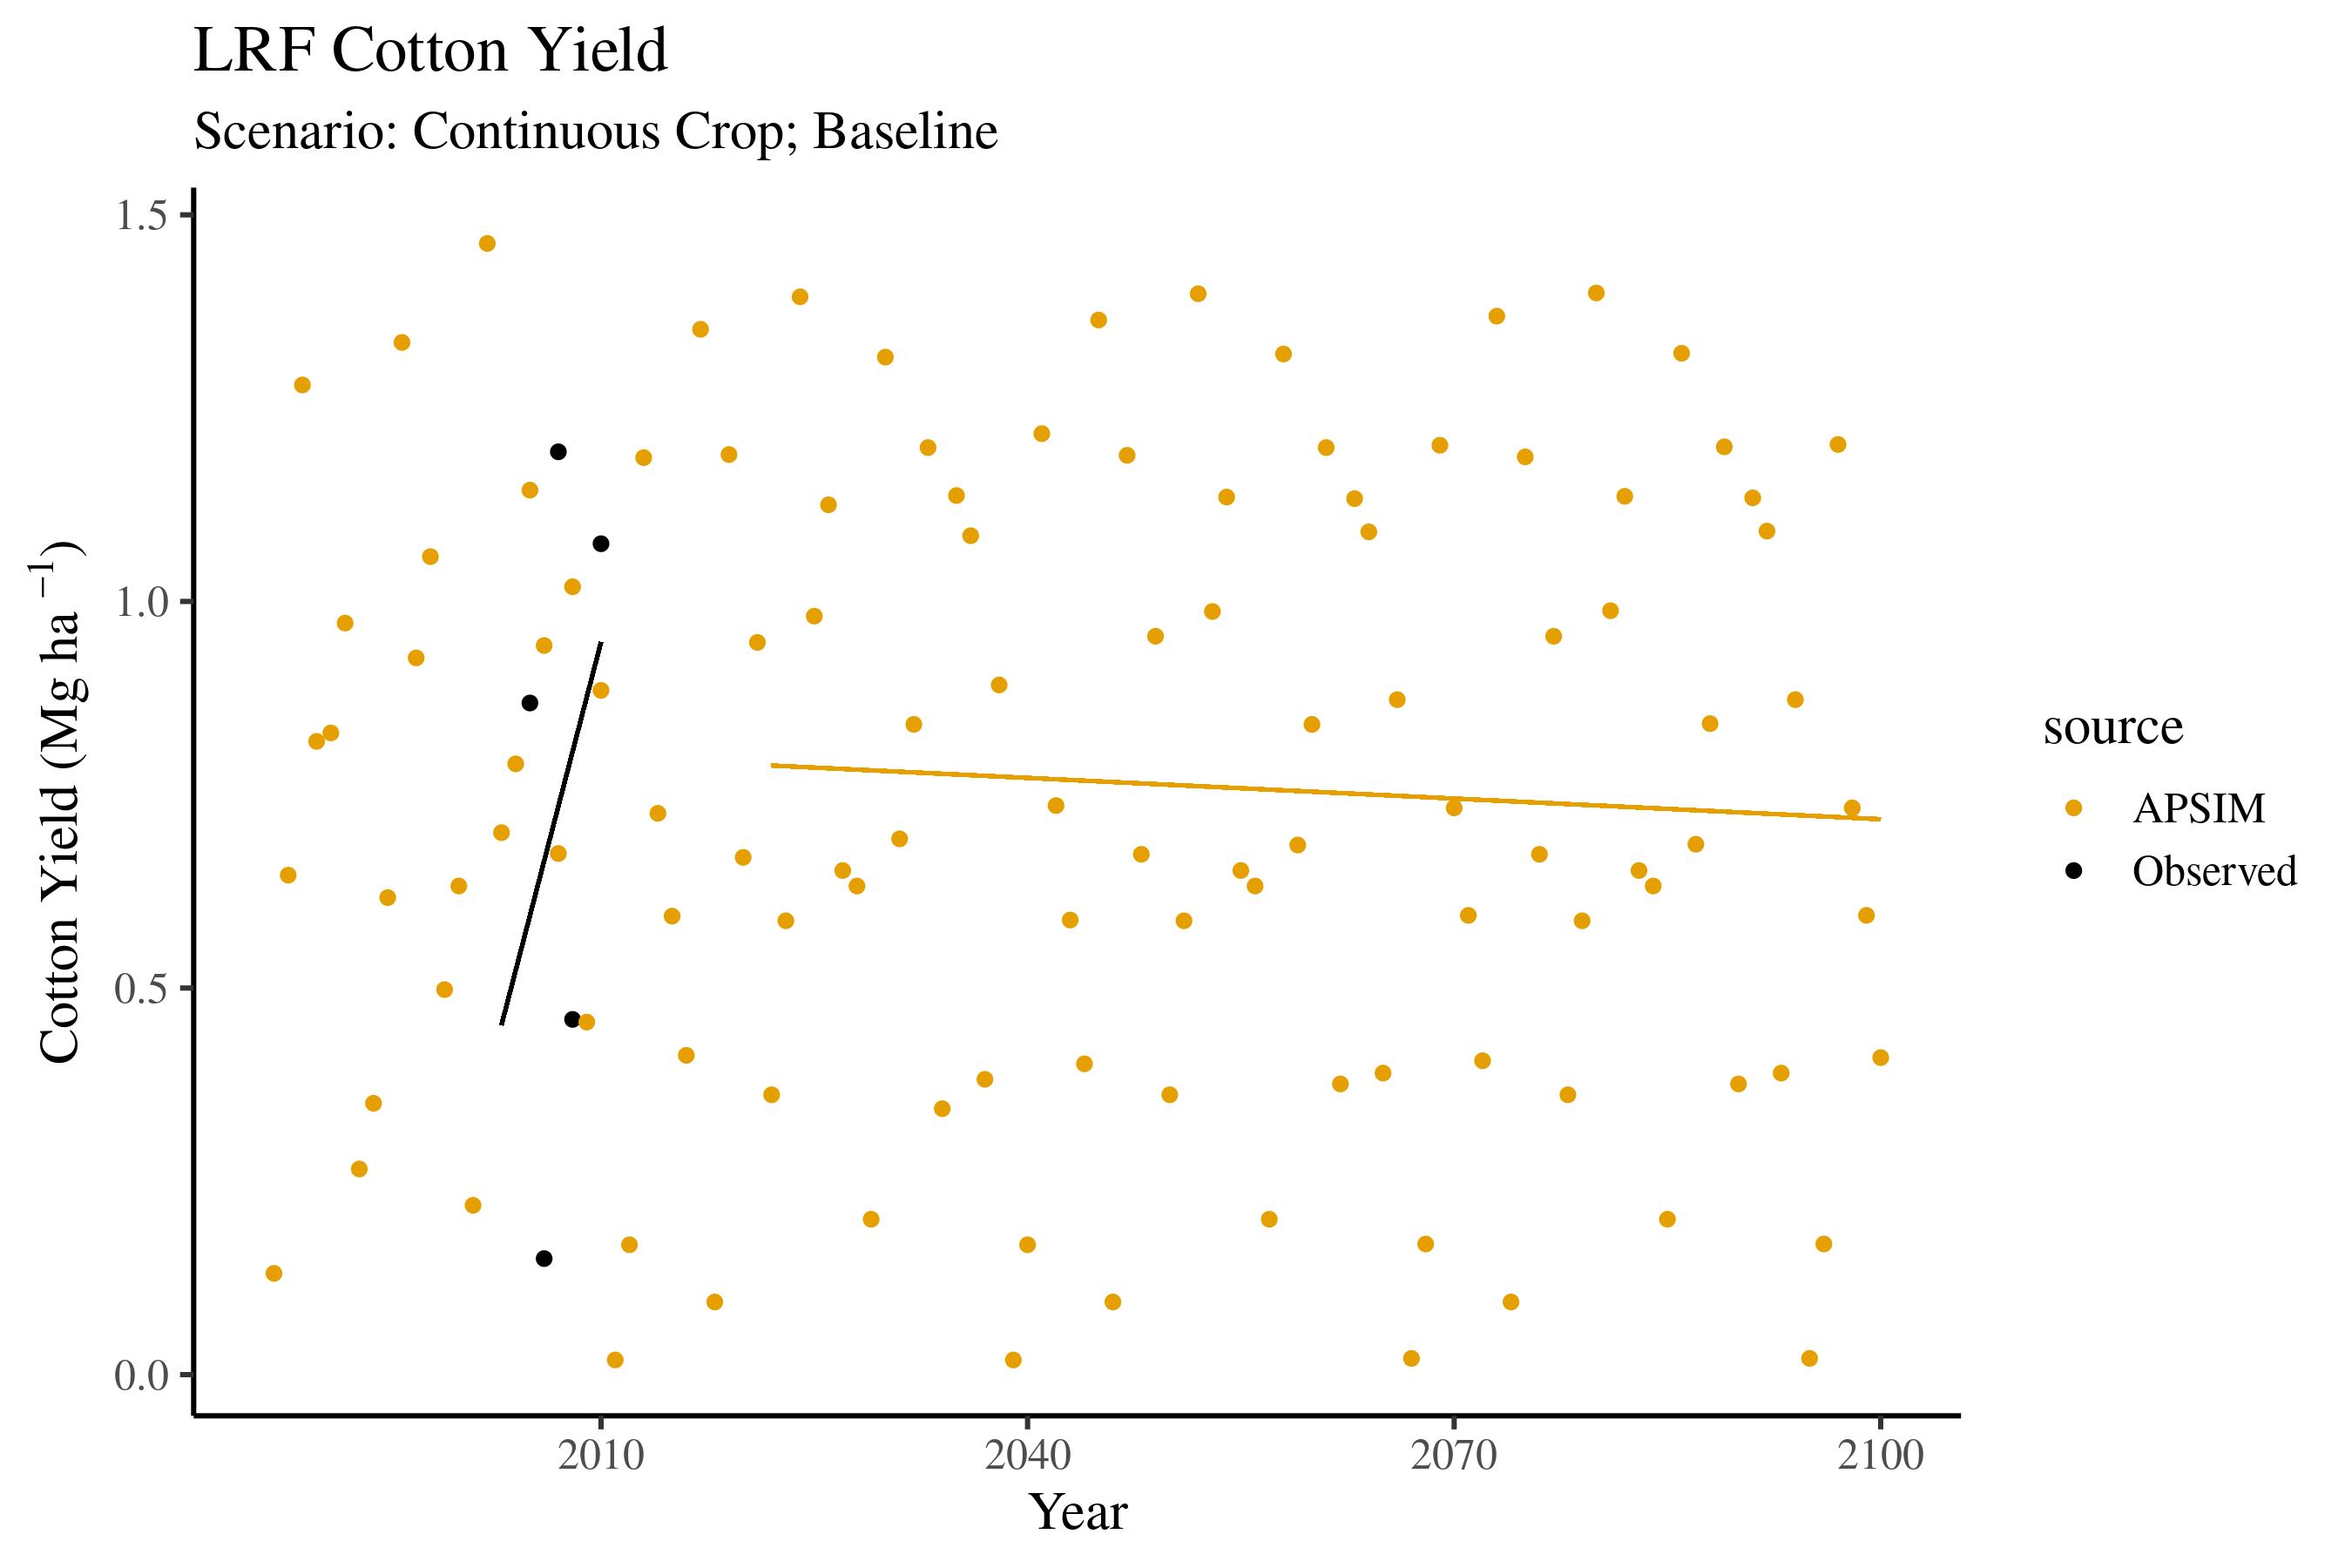 LRF Cotton Yield
Scenario: Continuous Crop; Baseline
1.5
1.0
0.5
0.0
Cotton Yield (Mg ha⁻¹)
2010 2040 2070 2100
Year
source
APSIM
Observed